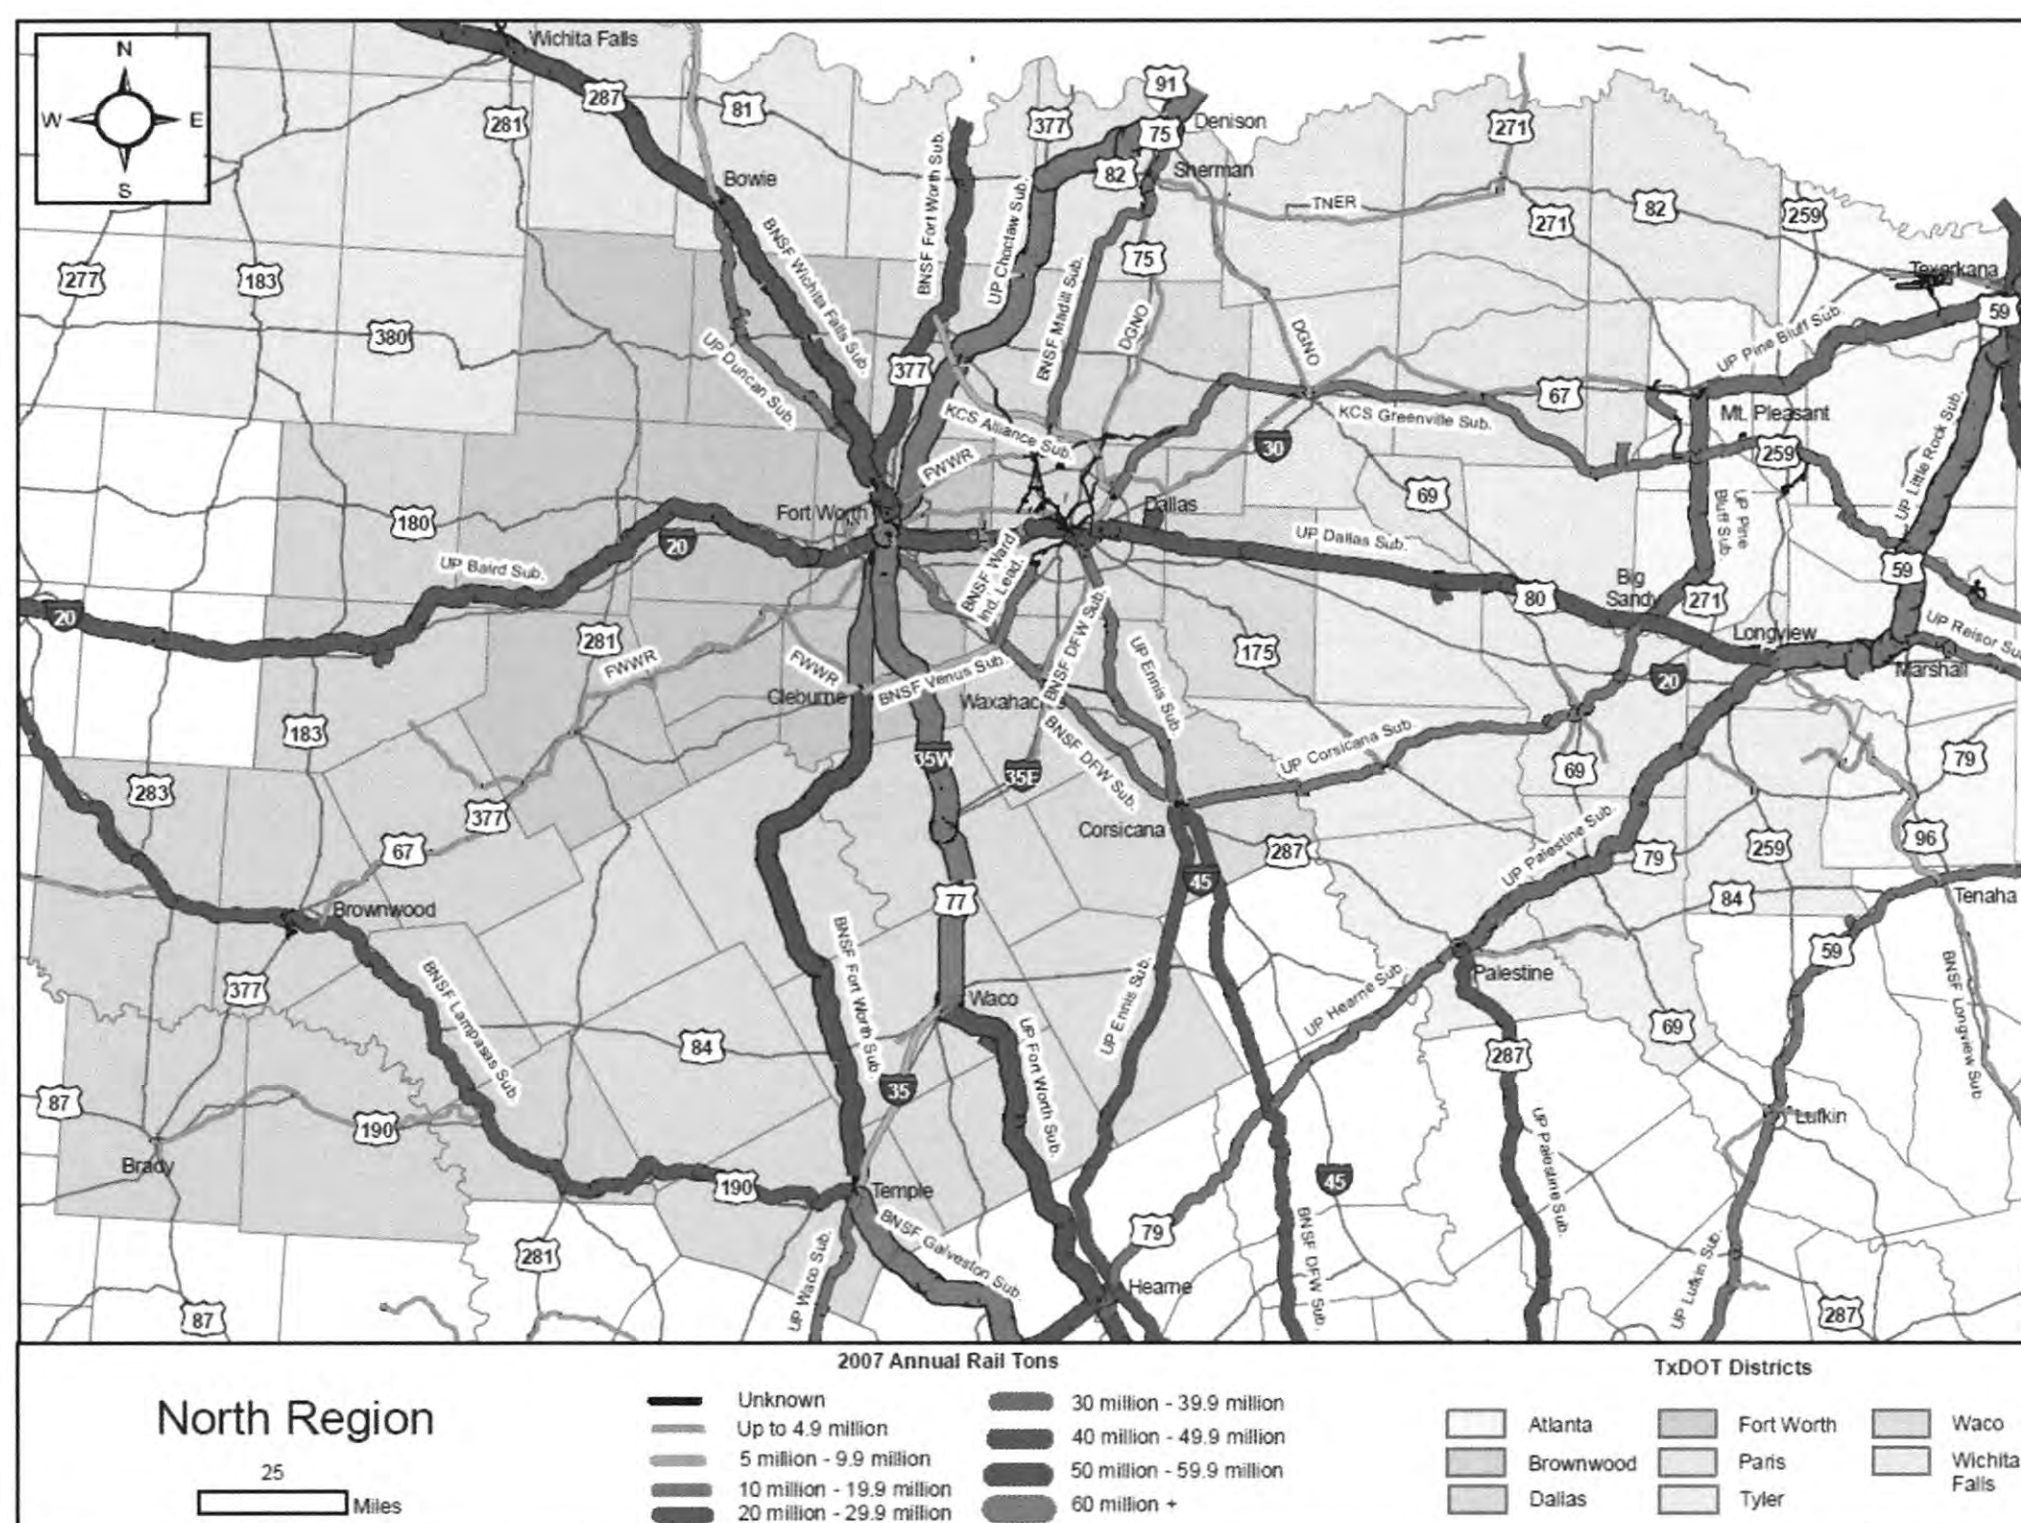 N
W E
S
Wichita Falls
287
281
81
91
377
75
Denison
82
Sherman
271
Bowie
TNER
271
82
259
277
183
BNSF Fort Worth Sub.
UP Choctaw Sub.
BNSF Wichita Falls Sub.
BNSF Madill Sub.
75
Texarkana
59
380
UP Duncan Sub.
377
DGNO
DGNO
UP Pine Bluff Sub.
67
KCS Greenville Sub.
Mt. Pleasant
KCS Alliance Sub.
FWWR
30
259
UP Little Rock Sub.
69
180
Fort Worth
Dallas
20
UP Baird Sub.
UP Dallas Sub.
UP Pine
Bluff Sub.
BNSF Ward
Ind. Lead.
59
Big
Sandy
80
271
20
281
FWWR
FWWR
BNSF DFW Sub.
UP Ennis Sub.
175
Longview
UP Reisor
Marshall
20
Cleburne
BNSF Venus Sub.
183
35W
35E
BNSF DFW Sub.
UP Corsicana Sub.
69
79
283
377
67
Corsicana
287
45
UP Palestine Sub.
79
259
96
84
Tenaha
Brownwood
77
59
377
BNSF Lampasas Sub.
BNSF Fort Worth Sub.
Waco
UP Ennis Sub.
UP Hearne Sub.
Palestine
BNSF Longview Sub
69
84
35
UP Fort Worth Sub.
287
87
190
Lufkin
Brady
UP Palestine Sub.
190
Temple
45
79
281
UP Waco Sub.
BNSF Galveston Sub.
Hearne
BNSF DFW Sub.
UP Lufkin Sub.
87
287
North Region
25
Miles
2007 Annual Rail Tons
Unknown
Up to 4.9 million
5 million - 9.9 million
10 million - 19.9 million
20 million - 29.9 million
30 million - 39.9 million
40 million - 49.9 million
50 million - 59.9 million
60 million +
TxDOT Districts
Atlanta
Brownwood
Dallas
Fort Worth
Paris
Tyler
Waco
Wichita
Falls